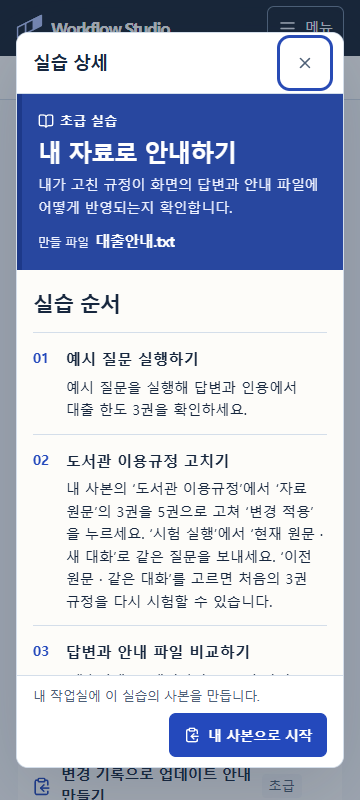 Workflow Studio
메뉴
실습 상세
초급 실습
내 자료로 안내하기
내가 고친 규정이 화면의 답변과 안내 파일에
어떻게 반영되는지 확인합니다.
만들 파일 대출안내.txt
실습 순서
01 예시 질문 실행하기
예시 질문을 실행해 답변과 인용에서
대출 한도 3권을 확인하세요.
02 도서관 이용규정 고치기
내 사본의 ‘도서관 이용규정’에서 ‘자료
원문’의 3권을 5권으로 고쳐 ‘변경 적용’
을 누르세요. ‘시험 실행’에서 ‘현재 원문 ·
새 대화’로 같은 질문을 보내세요. ‘이전
원문 · 같은 대화’를 고르면 처음의 3권
규정을 다시 시험할 수 있습니다.
03 답변과 안내 파일 비교하기
내 작업실에 이 실습의 사본을 만듭니다.
내 사본으로 시작
변경 기록으로 업데이트 안내
만들기
초급